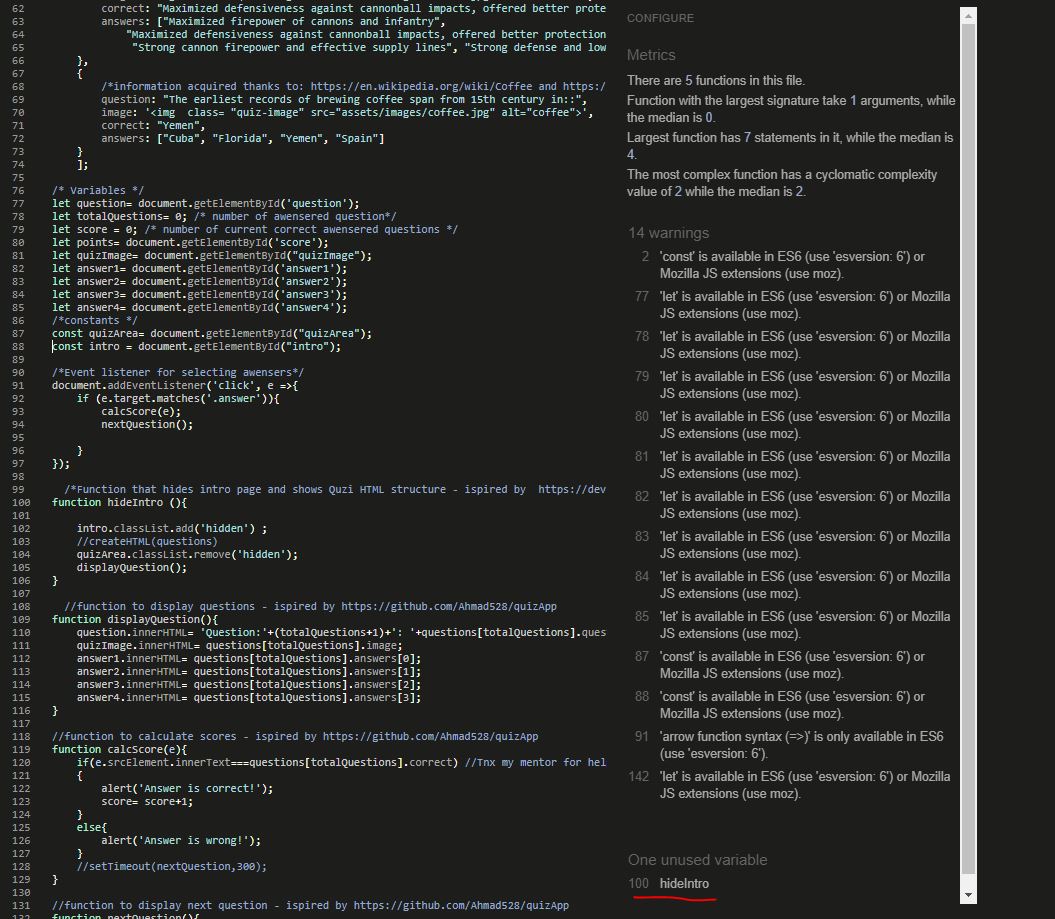 62 correct: "Maximized defensiveness against cannonball impacts, offered better prote
63 answers: ["Maximized firepower of cannons and infantry",
64 "Maximized defensiveness against cannonball impacts, offered better protection
65 "Strong cannon firepower and effective supply lines", "Strong defense and low
66 },
67 {
68 /*information acquired thanks to: https://en.wikipedia.org/wiki/Coffee and https:/
69 question: "The earliest records of brewing coffee span from 15th century in::",
70 image: '<img class= "quiz-image" src="assets/images/coffee.jpg" alt="coffee">',
71 correct: "Yemen",
72 answers: ["Cuba", "Florida", "Yemen", "Spain"]
73 }
74 ];
75
76 /* Variables */
77 let question= document.getElementById('question');
78 let totalQuestions= 0; /* number of awensered question*/
79 let score = 0; /* number of current correct awensered questions */
80 let points= document.getElementById('score');
81 let quizImage= document.getElementById("quizImage");
82 let answer1= document.getElementById('answer1');
83 let answer2= document.getElementById('answer2');
84 let answer3= document.getElementById('answer3');
85 let answer4= document.getElementById('answer4');
86 /*constants */
87 const quizArea= document.getElementById("quizArea");
88 const intro = document.getElementById("intro");
89
90 /*Event listener for selecting awensers*/
91 document.addEventListener('click', e =>{
92 if (e.target.matches('.answer')){
93 calcScore(e);
94 nextQuestion();
95
96 }
97 });
98
99 /*Function that hides intro page and shows Quzi HTML structure - ispired by https://dev
100 function hideIntro (){
101
102 intro.classList.add('hidden') ;
103 //createHTML(questions)
104 quizArea.classList.remove('hidden');
105 displayQuestion();
106 }
107
108 //function to display questions - ispired by https://github.com/Ahmad528/quizApp
109 function displayQuestion(){
110 question.innerHTML= 'Question:'+(totalQuestions+1)+': '+questions[totalQuestions].ques
111 quizImage.innerHTML= questions[totalQuestions].image;
112 answer1.innerHTML= questions[totalQuestions].answers[0];
113 answer2.innerHTML= questions[totalQuestions].answers[1];
114 answer3.innerHTML= questions[totalQuestions].answers[2];
115 answer4.innerHTML= questions[totalQuestions].answers[3];
116 }
117
118 //function to calculate scores - ispired by https://github.com/Ahmad528/quizApp
119 function calcScore(e){
120 if(e.srcElement.innerText===questions[totalQuestions].correct) //Tnx my mentor for hel
121 {
122 alert('Answer is correct!');
123 score= score+1;
124 }
125 else{
126 alert('Answer is wrong!');
127 }
128 //setTimeout(nextQuestion,300);
129 }
130
131 //function to display next question - ispired by https://github.com/Ahmad528/quizApp
132 function nextQuestion(){
CONFIGURE
Metrics
There are 5 functions in this file.
Function with the largest signature take 1 arguments, while
the median is 0.
Largest function has 7 statements in it, while the median is
4.
The most complex function has a cyclomatic complexity
value of 2 while the median is 2.
14 warnings
2 'const' is available in ES6 (use 'esversion: 6') or
Mozilla JS extensions (use moz).
77 'let' is available in ES6 (use 'esversion: 6') or Mozilla
JS extensions (use moz).
78 'let' is available in ES6 (use 'esversion: 6') or Mozilla
JS extensions (use moz).
79 'let' is available in ES6 (use 'esversion: 6') or Mozilla
JS extensions (use moz).
80 'let' is available in ES6 (use 'esversion: 6') or Mozilla
JS extensions (use moz).
81 'let' is available in ES6 (use 'esversion: 6') or Mozilla
JS extensions (use moz).
82 'let' is available in ES6 (use 'esversion: 6') or Mozilla
JS extensions (use moz).
83 'let' is available in ES6 (use 'esversion: 6') or Mozilla
JS extensions (use moz).
84 'let' is available in ES6 (use 'esversion: 6') or Mozilla
JS extensions (use moz).
85 'let' is available in ES6 (use 'esversion: 6') or Mozilla
JS extensions (use moz).
87 'const' is available in ES6 (use 'esversion: 6') or
Mozilla JS extensions (use moz).
88 'const' is available in ES6 (use 'esversion: 6') or
Mozilla JS extensions (use moz).
91 'arrow function syntax (=>)' is only available in ES6
(use 'esversion: 6').
142 'let' is available in ES6 (use 'esversion: 6') or Mozilla
JS extensions (use moz).
One unused variable
100 hideIntro